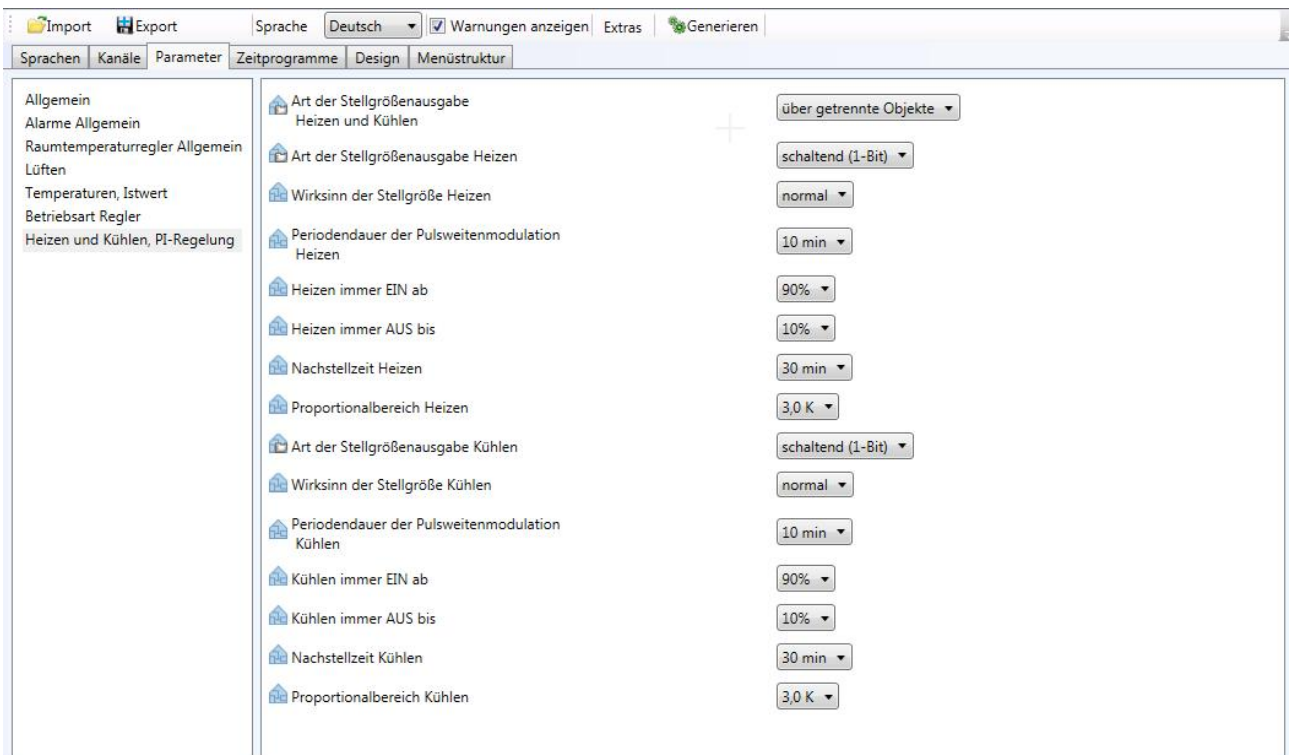 Import Export Sprache Deutsch Warnungen anzeigen Extras Generieren
Sprachen Kanäle Parameter Zeitprogramme Design Menüstruktur
Allgemein
Alarme Allgemein
Raumtemperaturregler Allgemein
Lüften
Temperaturen, Istwert
Betriebsart Regler
Heizen und Kühlen, PI-Regelung
Art der Stellgrößenausgabe
Heizen und Kühlen
über getrennte Objekte
Art der Stellgrößenausgabe Heizen schaltend (1-Bit)
Wirksinn der Stellgröße Heizen normal
Periodendauer der Pulsweitenmodulation
Heizen
10 min
Heizen immer EIN ab 90%
Heizen immer AUS bis 10%
Nachstellzeit Heizen 30 min
Proportionalbereich Heizen 3,0 K
Art der Stellgrößenausgabe Kühlen schaltend (1-Bit)
Wirksinn der Stellgröße Kühlen normal
Periodendauer der Pulsweitenmodulation
Kühlen
10 min
Kühlen immer EIN ab 90%
Kühlen immer AUS bis 10%
Nachstellzeit Kühlen 30 min
Proportionalbereich Kühlen 3,0 K